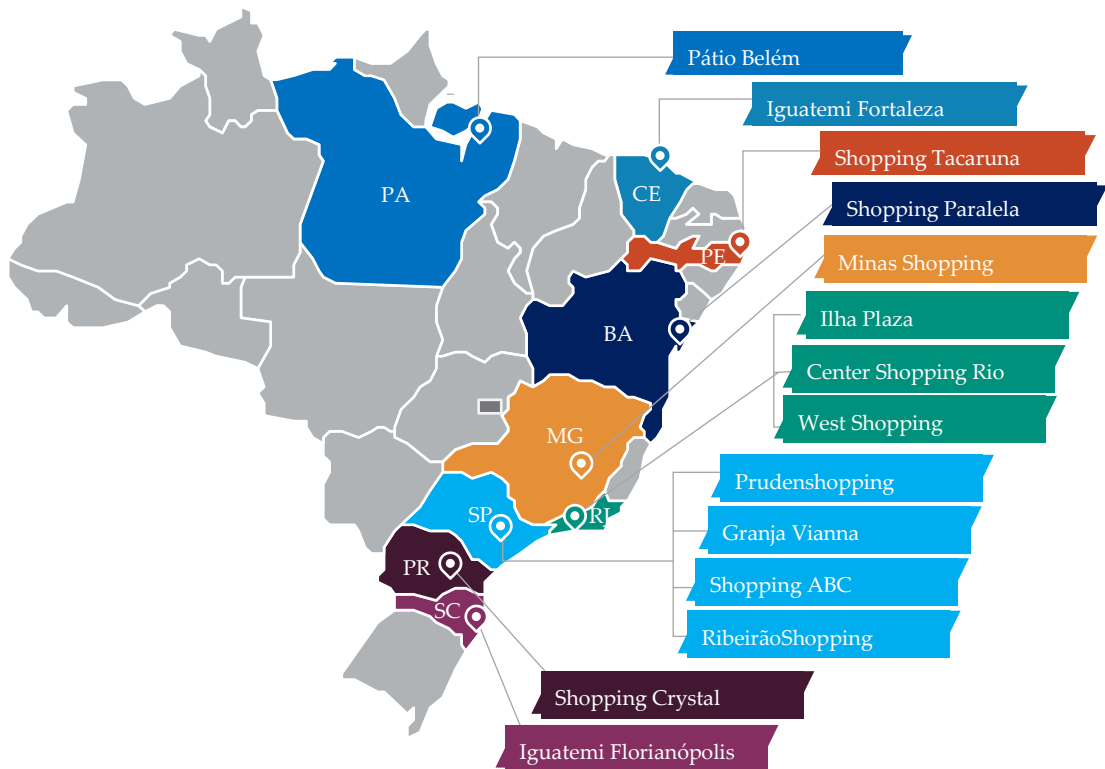 Pátio Belém
Iguatemi Fortaleza
Shopping Tacaruna
PA
CE
Shopping Paralela
PE
Minas Shopping
Ilha Plaza
BA
Center Shopping Rio
West Shopping
MG
Prudenshopping
SP
RJ
Granja Vianna
PR
Shopping ABC
SC
RibeirãoShopping
Shopping Crystal
Iguatemi Florianópolis